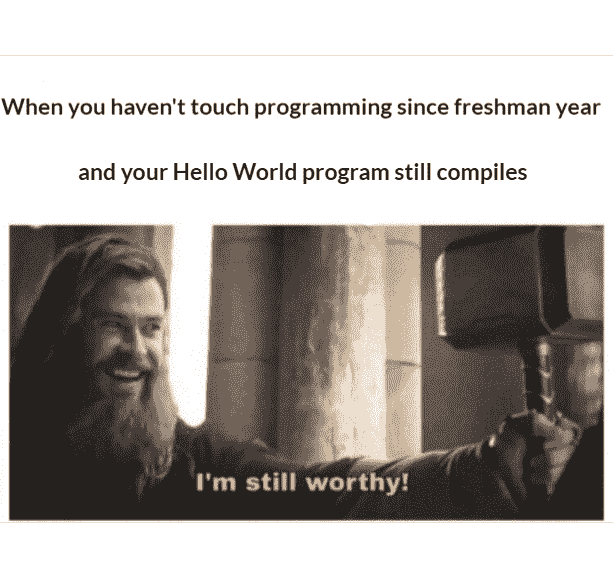 When you haven't touch programming since freshman year
and your Hello World program still compiles
I'm still worthy!